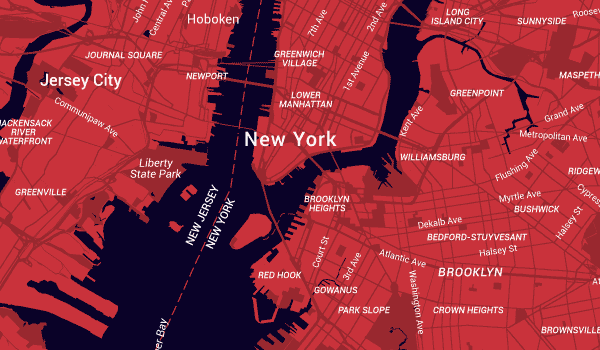 John
Central Ave
Hoboken
7th Ave
2nd Ave
LONG
ISLAND CITY
SUNNYSIDE
Roosev
JOURNAL SQUARE
GREENWICH
VILLAGE
1st Avenue
Jersey City
NEWPORT
MASPETH
LOWER
MANHATTAN
GREENPOINT
Communipaw Ave
Kent Ave
Grand Ave
HACKENSACK
RIVER
WATERFRONT
New York
Metropolitan Ave
Liberty
State Park
WILLIAMSBURG
Flushing Ave
RIDGEW
GREENVILLE
NEW JERSEY
NEW YORK
BROOKLYN
HEIGHTS
Myrtle Ave
BUSHWICK
Cypress
Dekalb Ave
Halsey St
BEDFORD-STUYVESANT
Halsey St
Court St
3rd Ave
Atlantic Ave
RED HOOK
Washington Ave
BROOKLYN
GOWANUS
PARK SLOPE
CROWN HEIGHTS
per Bay
BROWNSVILLE